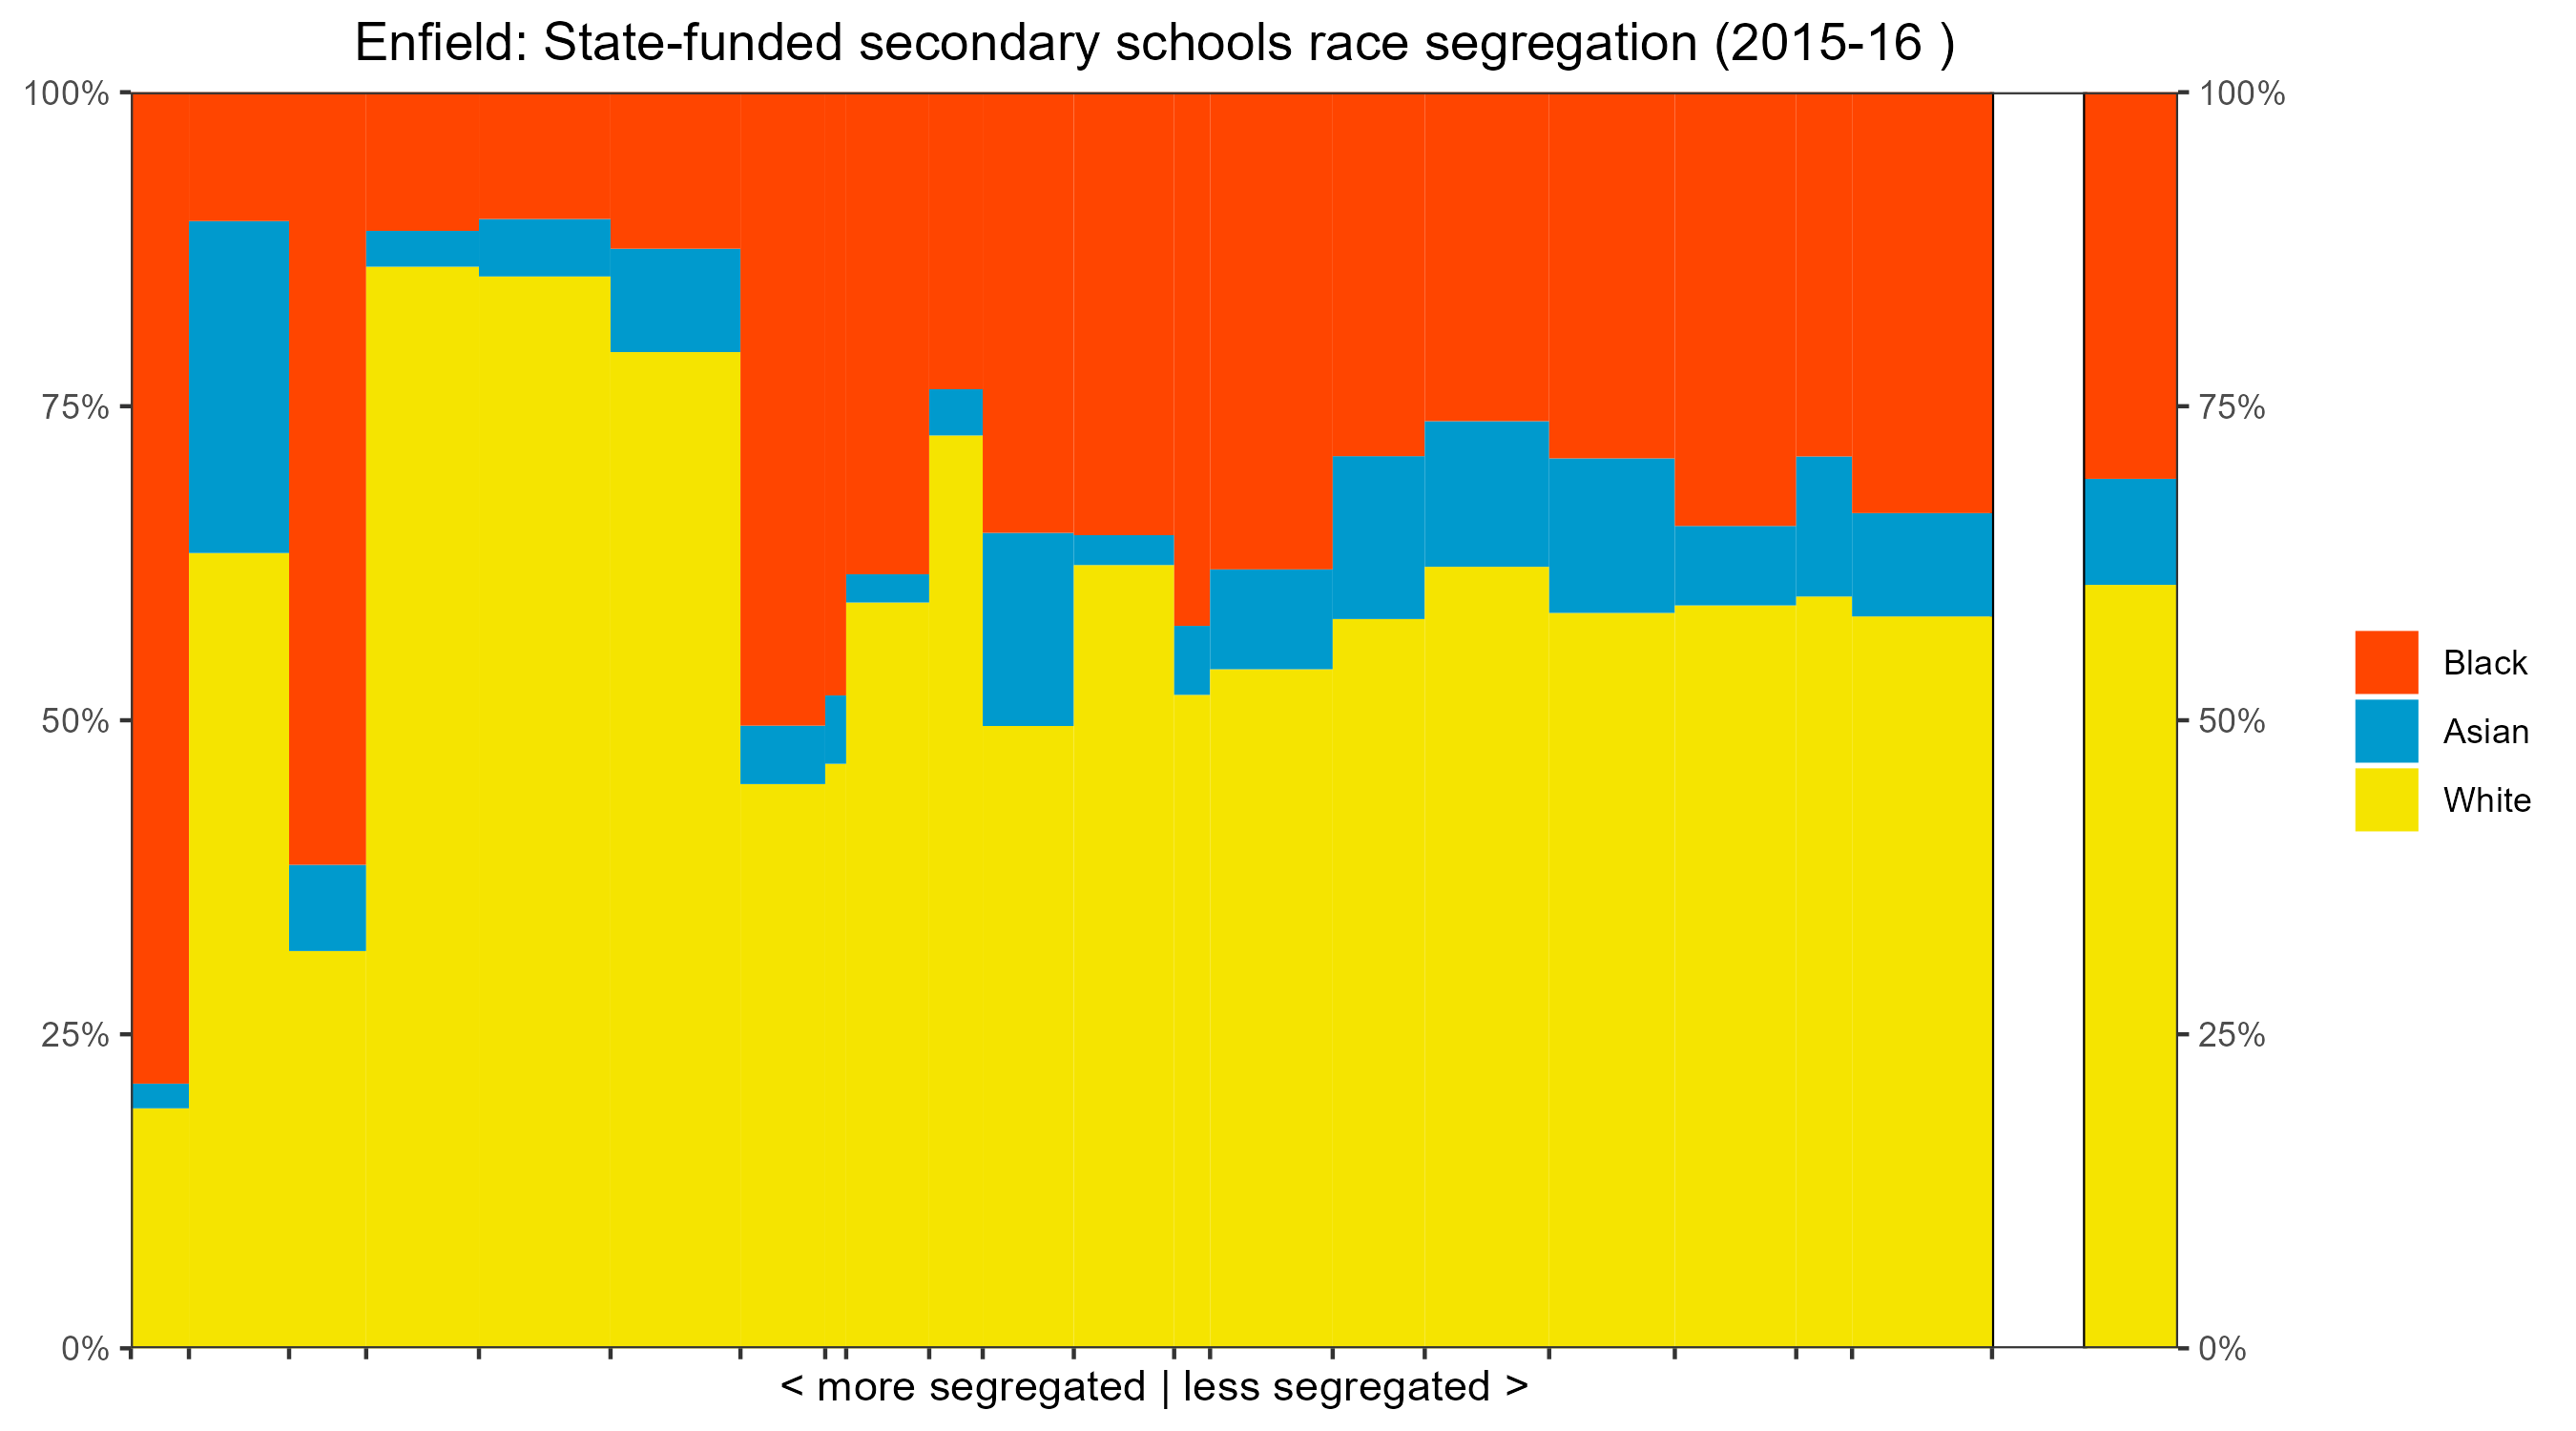 Enfield: State-funded secondary schools race segregation (2015-16 )
100%
75%
50%
25%
0%
100%
75%
50%
25%
0%
Black
Asian
White
< more segregated | less segregated >